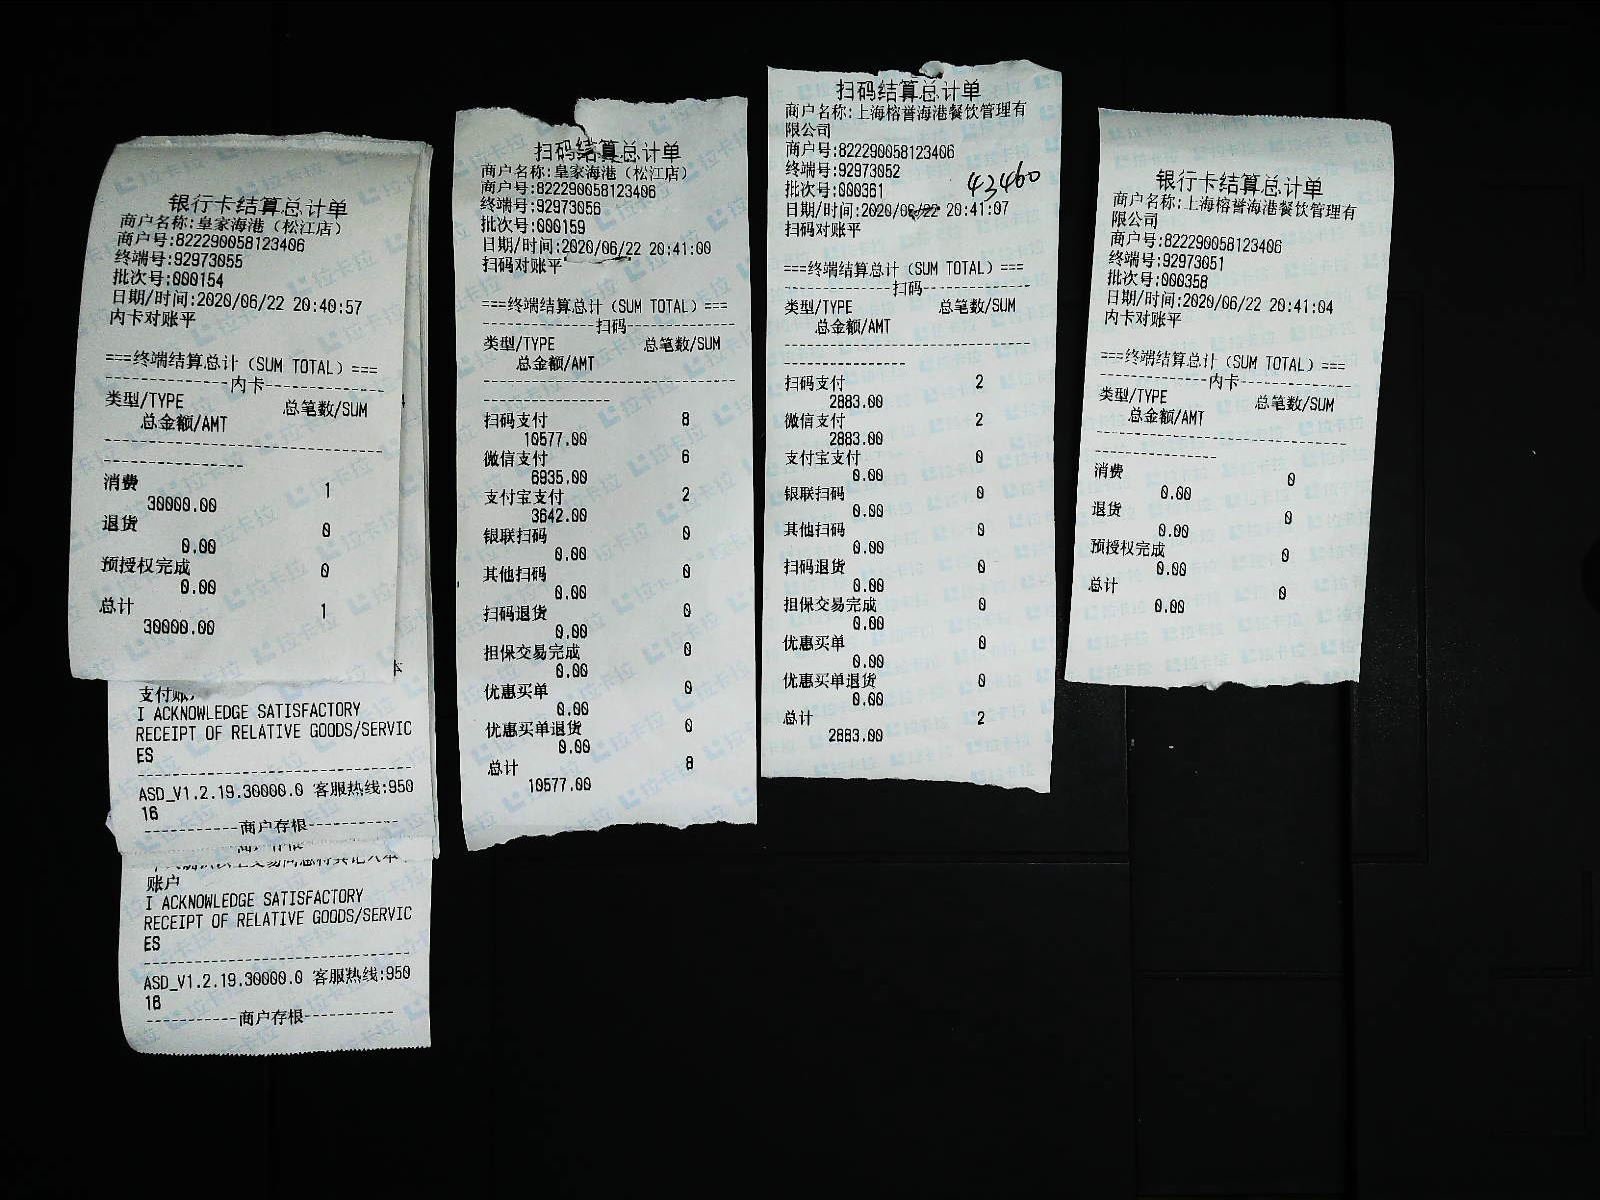 银行卡结算总计单
商户名称:皇家海港（松江店）
商户号:822290058123406
终端号:92973055
批次号:000154
日期/时间:2020/06/22 20:40:57
内卡对账平
===终端结算总计（SUM TOTAL）===
---------------内卡---------------
类型/TYPE 总笔数/SUM
总金额/AMT
消费 1
30000.00
退货 0
0.00
预授权完成 0
0.00
总计 1
30000.00
支付账
I ACKNOWLEDGE SATISFACTORY
RECEIPT OF RELATIVE GOODS/SERVIC
ES
ASD_V1.2.19.30000.0 客服热线:950
16
-----------商户存根-----------
账户
I ACKNOWLEDGE SATISFACTORY
RECEIPT OF RELATIVE GOODS/SERVIC
ES
ASD_V1.2.19.30000.0 客服热线:950
16
-----------商户存根-----------
扫码结算总计单
商户名称:皇家海港（松江店）
商户号:822290058123406
终端号:92973056
批次号:000159
日期/时间:2020/06/22 20:41:00
扫码对账平
===终端结算总计（SUM TOTAL）===
---------------扫码---------------
类型/TYPE 总笔数/SUM
总金额/AMT
扫码支付 8
10577.00
微信支付 6
6935.00
支付宝支付 2
3642.00
银联扫码 0
0.00
其他扫码 0
0.00
扫码退货 0
0.00
担保交易完成 0
0.00
优惠买单 0
0.00
优惠买单退货 0
0.00
总计 8
10577.00
扫码结算总计单
商户名称:上海榕誉海港餐饮管理有
限公司
商户号:822290058123406
终端号:92973052
批次号:000361
43460
日期/时间:2020/06/22 20:41:07
扫码对账平
===终端结算总计（SUM TOTAL）===
---------------扫码---------------
类型/TYPE 总笔数/SUM
总金额/AMT
扫码支付 2
2883.00
微信支付 2
2883.00
支付宝支付 0
0.00
银联扫码 0
0.00
其他扫码 0
0.00
扫码退货 0
0.00
担保交易完成 0
0.00
优惠买单 0
0.00
优惠买单退货 0
0.00
总计 2
2883.00
银行卡结算总计单
商户名称:上海榕誉海港餐饮管理有
限公司
商户号:822290058123406
终端号:92973051
批次号:000358
日期/时间:2020/06/22 20:41:04
内卡对账平
===终端结算总计（SUM TOTAL）===
---------------内卡---------------
类型/TYPE 总笔数/SUM
总金额/AMT
消费 0
0.00
退货 0
0.00
预授权完成 0
0.00
总计 0
0.00